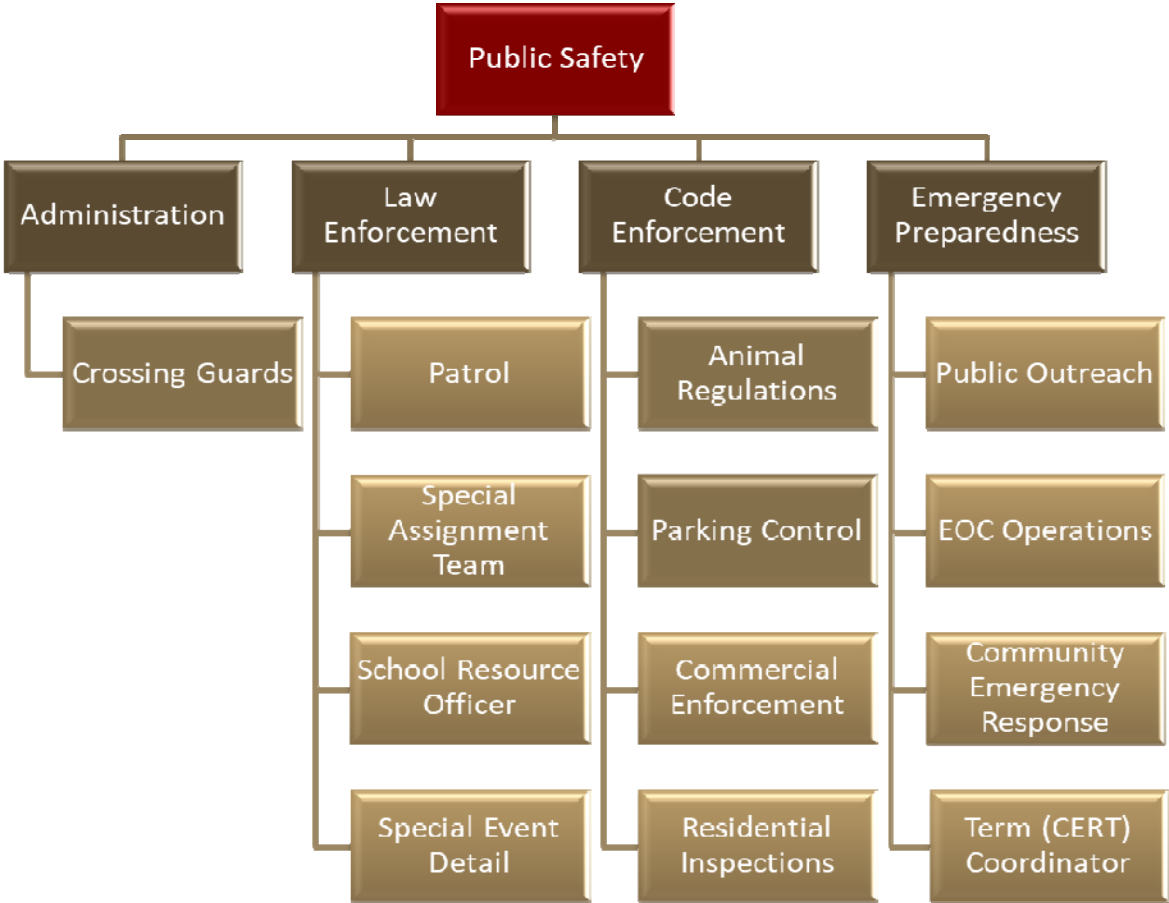 Public Safety
Administration
Law
Enforcement
Code
Enforcement
Emergency
Preparedness
Crossing Guards
Patrol
Special
Assignment
Team
School Resource
Officer
Special Event
Detail
Animal
Regulations
Parking Control
Commercial
Enforcement
Residential
Inspections
Public Outreach
EOC Operations
Community
Emergency
Response
Term (CERT)
Coordinator